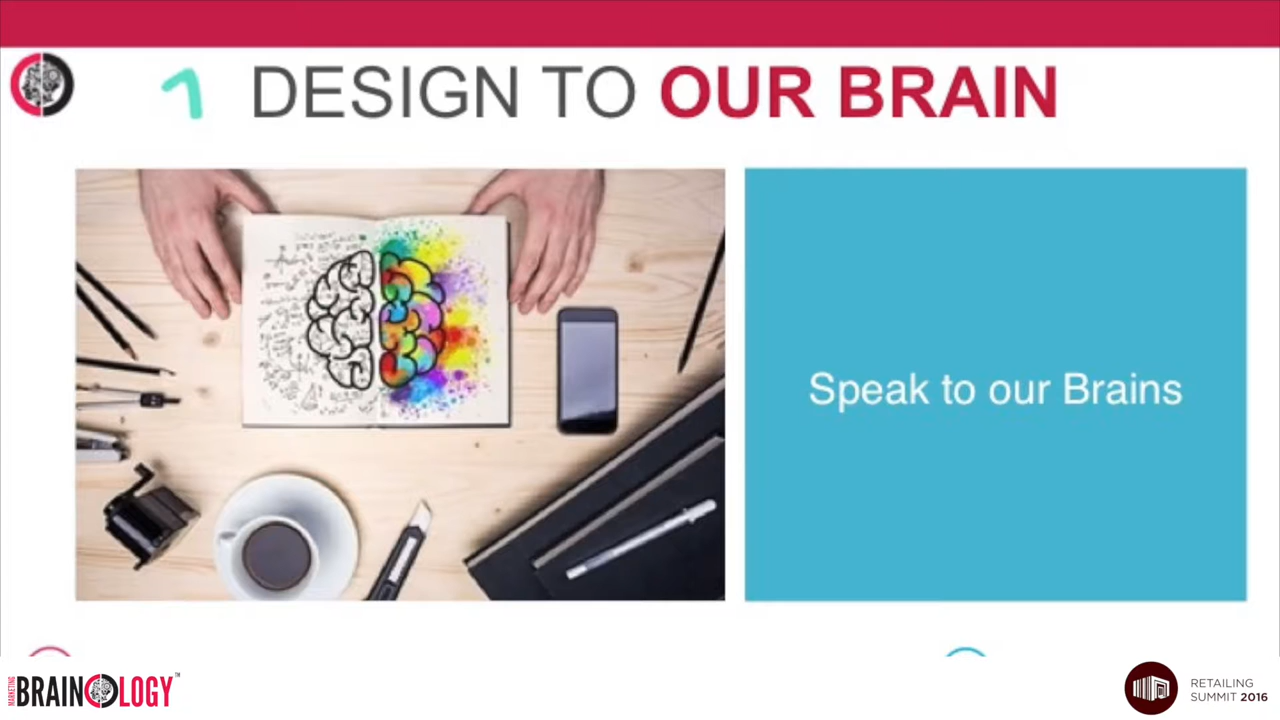 1 DESIGN TO OUR BRAIN
Speak to our Brains
MARKETING
BRAINOLOGY™
RETAILING
SUMMIT 2016